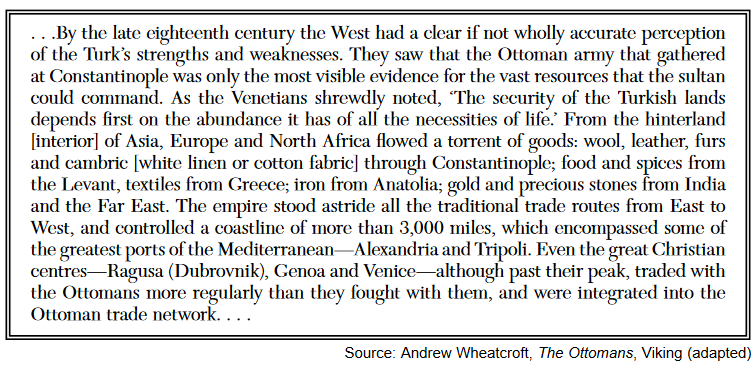 . . .By the late eighteenth century the West had a clear if not wholly accurate perception
of the Turk’s strengths and weaknesses. They saw that the Ottoman army that gathered
at Constantinople was only the most visible evidence for the vast resources that the sultan
could command. As the Venetians shrewdly noted, ‘The security of the Turkish lands
depends first on the abundance it has of all the necessities of life.’ From the hinterland
[interior] of Asia, Europe and North Africa flowed a torrent of goods: wool, leather, furs
and cambric [white linen or cotton fabric] through Constantinople; food and spices from
the Levant, textiles from Greece; iron from Anatolia; gold and precious stones from India
and the Far East. The empire stood astride all the traditional trade routes from East to
West, and controlled a coastline of more than 3,000 miles, which encompassed some of
the greatest ports of the Mediterranean—Alexandria and Tripoli. Even the great Christian
centres—Ragusa (Dubrovnik), Genoa and Venice—although past their peak, traded with
the Ottomans more regularly than they fought with them, and were integrated into the
Ottoman trade network. . . .
Source: Andrew Wheatcroft, The Ottomans, Viking (adapted)